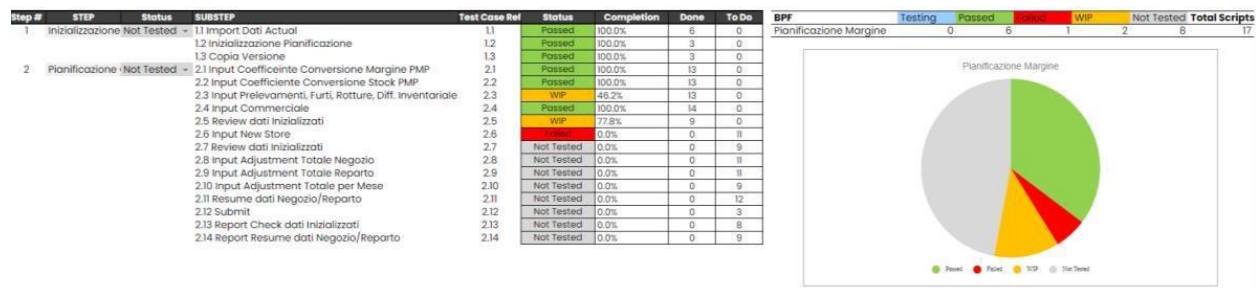 Step # STEP Status SUBSTEP Test Case Rel Status Completion Done To Do
1 Inizializzazione Not Tested 1.1 Import Dati Actual 1.1 Passed 100.0% 6 0
1.2 Inizializzazione Pianificazione 1.2 Passed 100.0% 3 0
1.3 Copia Versione 1.3 Passed 100.0% 3 0
2 Pianificazione Not Tested 2.1 Input Coefficeinte Conversione Margine PMP 2.1 Passed 100.0% 13 0
2.2 Input Coefficiente Conversione Stock PMP 2.2 Passed 100.0% 13 0
2.3 Input Prelevamenti, Furti, Rotture, Diff. Inventariale 2.3 WIP 46.2% 13 0
2.4 Input Commerciale 2.4 Passed 100.0% 14 0
2.5 Review dati Inizializzati 2.5 WIP 77.8% 9 0
2.6 Input New Store 2.6 Failed 0.0% 0 11
2.7 Review dati Inizializzati 2.7 Not Tested 0.0% 0 9
2.8 Input Adjustment Totale Negozio 2.8 Not Tested 0.0% 0 11
2.9 Input Adjustment Totale Reparto 2.9 Not Tested 0.0% 0 11
2.10 Input Adjustment Totale per Mese 2.10 Not Tested 0.0% 0 9
2.11 Resume dati Negozio/Reparto 2.11 Not Tested 0.0% 0 12
2.12 Submit 2.12 Not Tested 0.0% 0 3
2.13 Report Check dati Inizializzati 2.13 Not Tested 0.0% 0 8
2.14 Report Resume dati Negozio/Reparto 2.14 Not Tested 0.0% 0 9
BPF Testing Passed Failed WIP Not Tested Total Scripts
Pianificazione Margine 0 6 1 2 8 17
Pianificazione Margine
Passed Failed WIP Not Tested